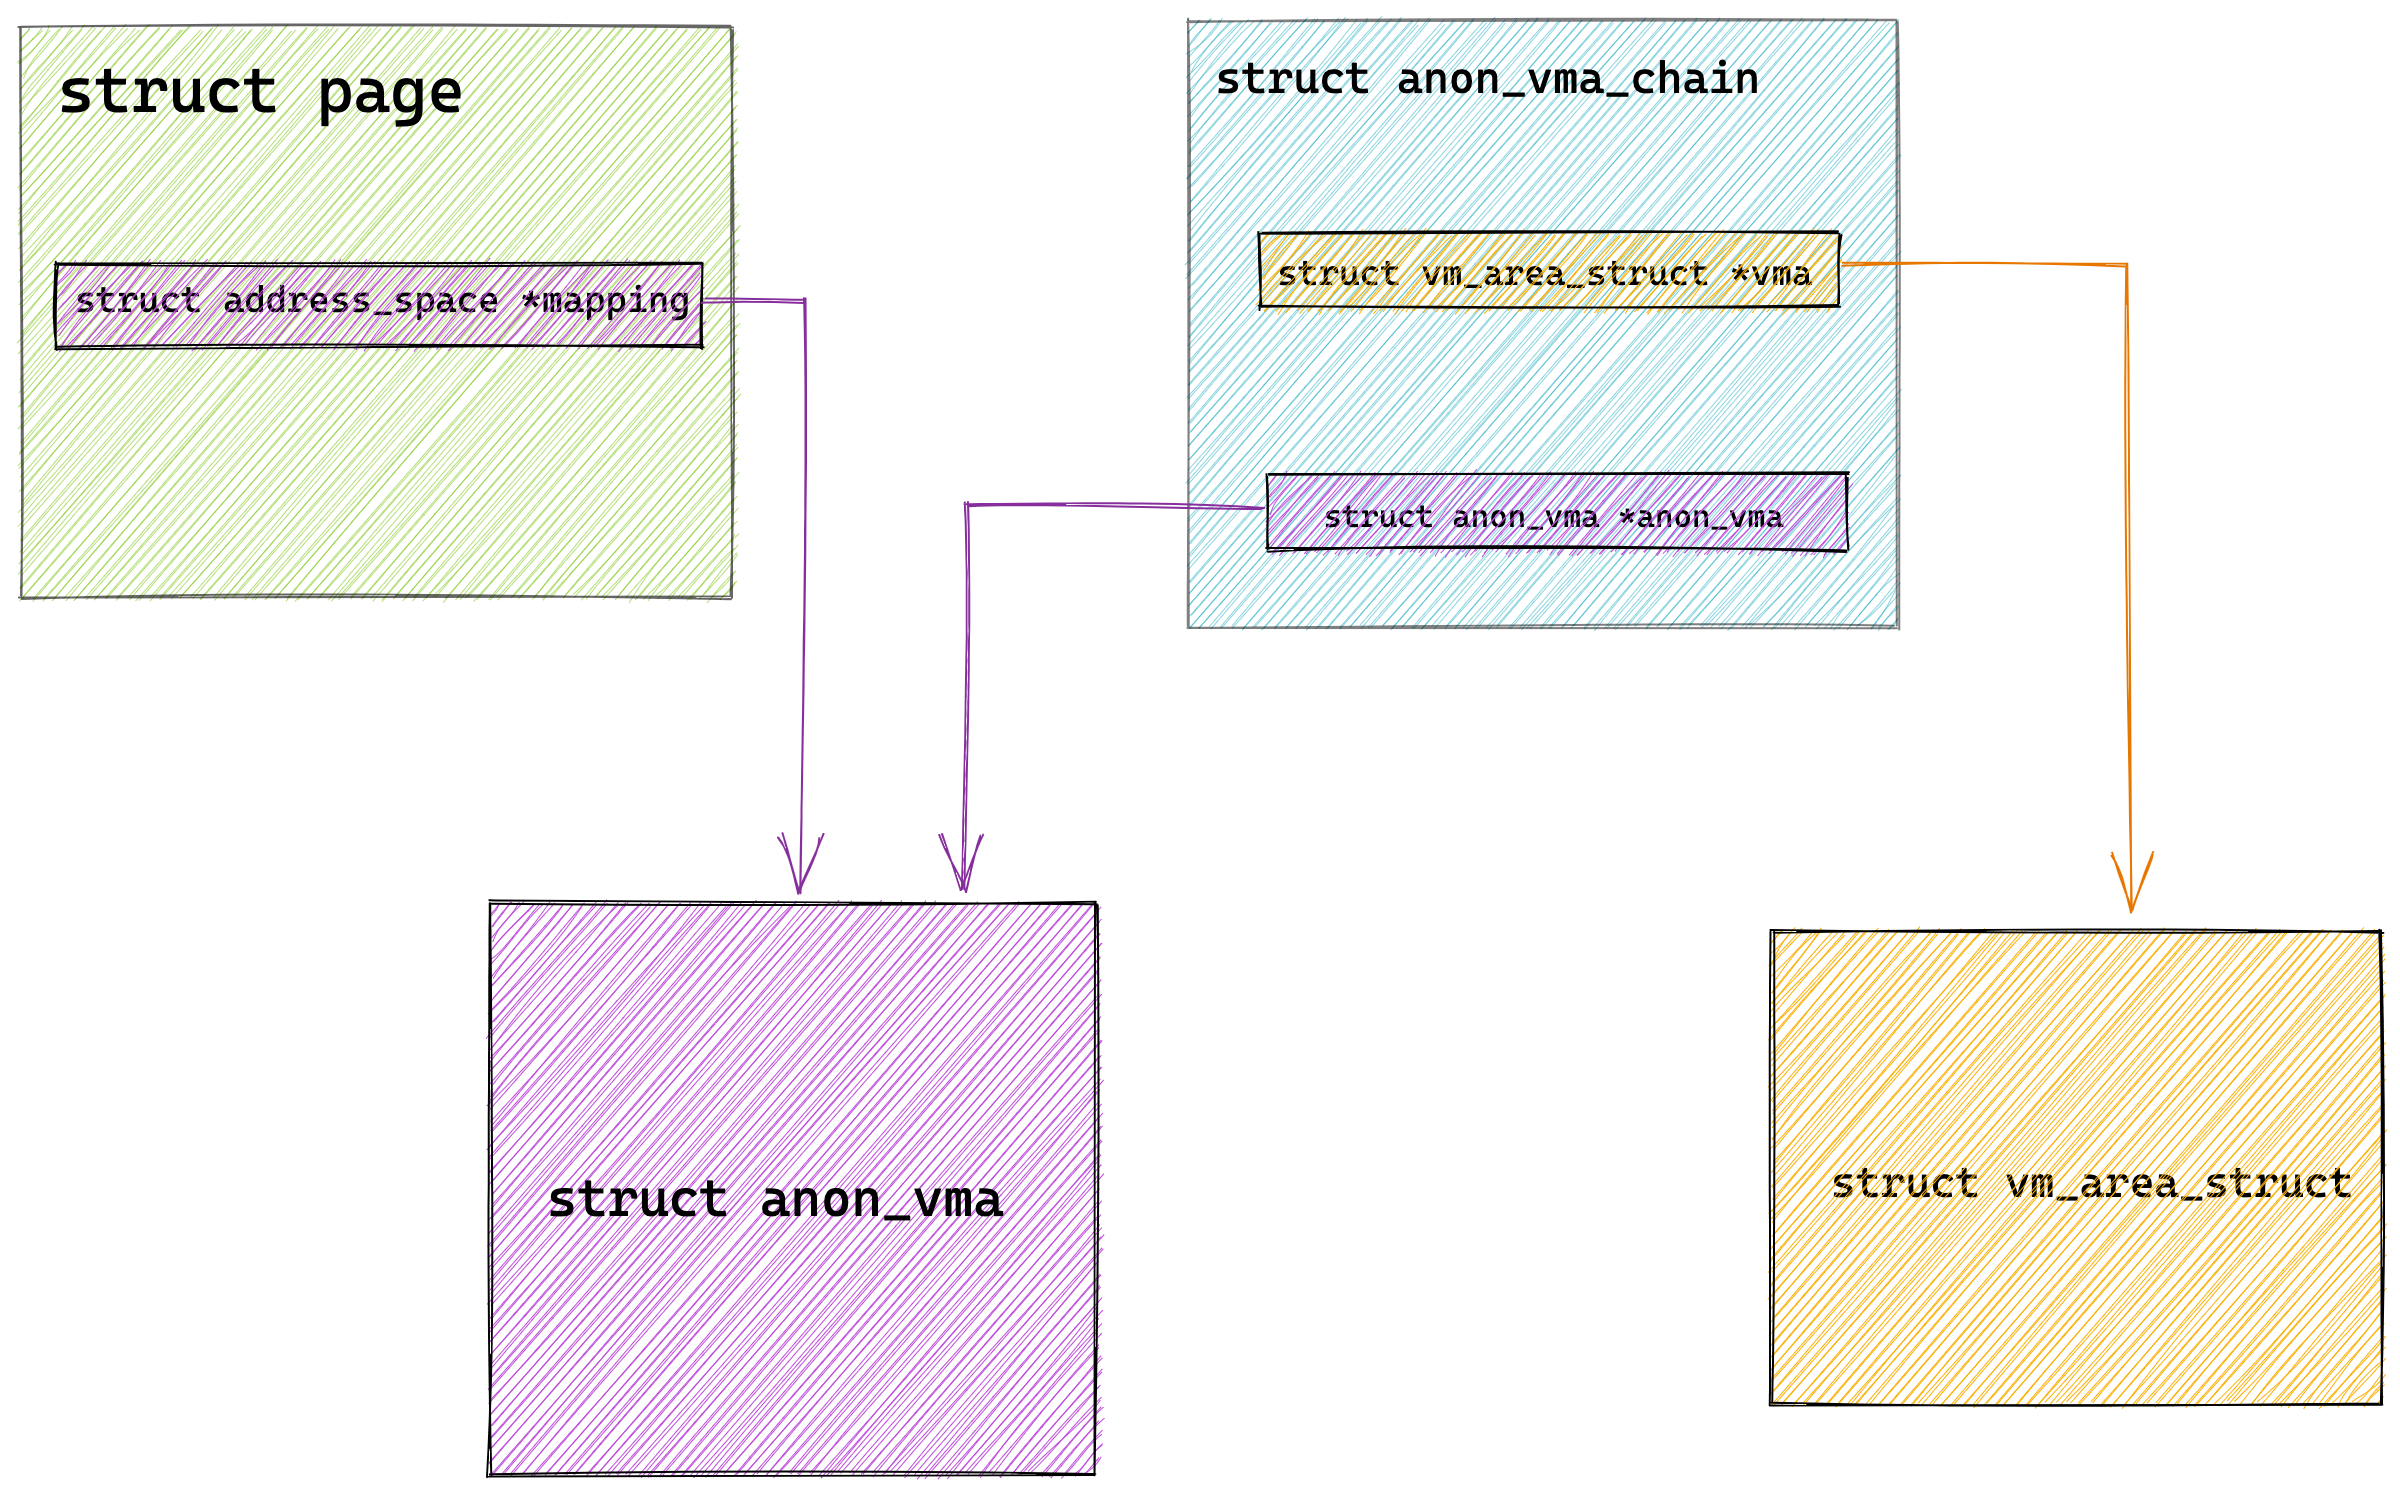 struct page
struct address_space *mapping
struct anon_vma_chain
struct vm_area_struct *vma
struct anon_vma *anon_vma
struct anon_vma
struct vm_area_struct